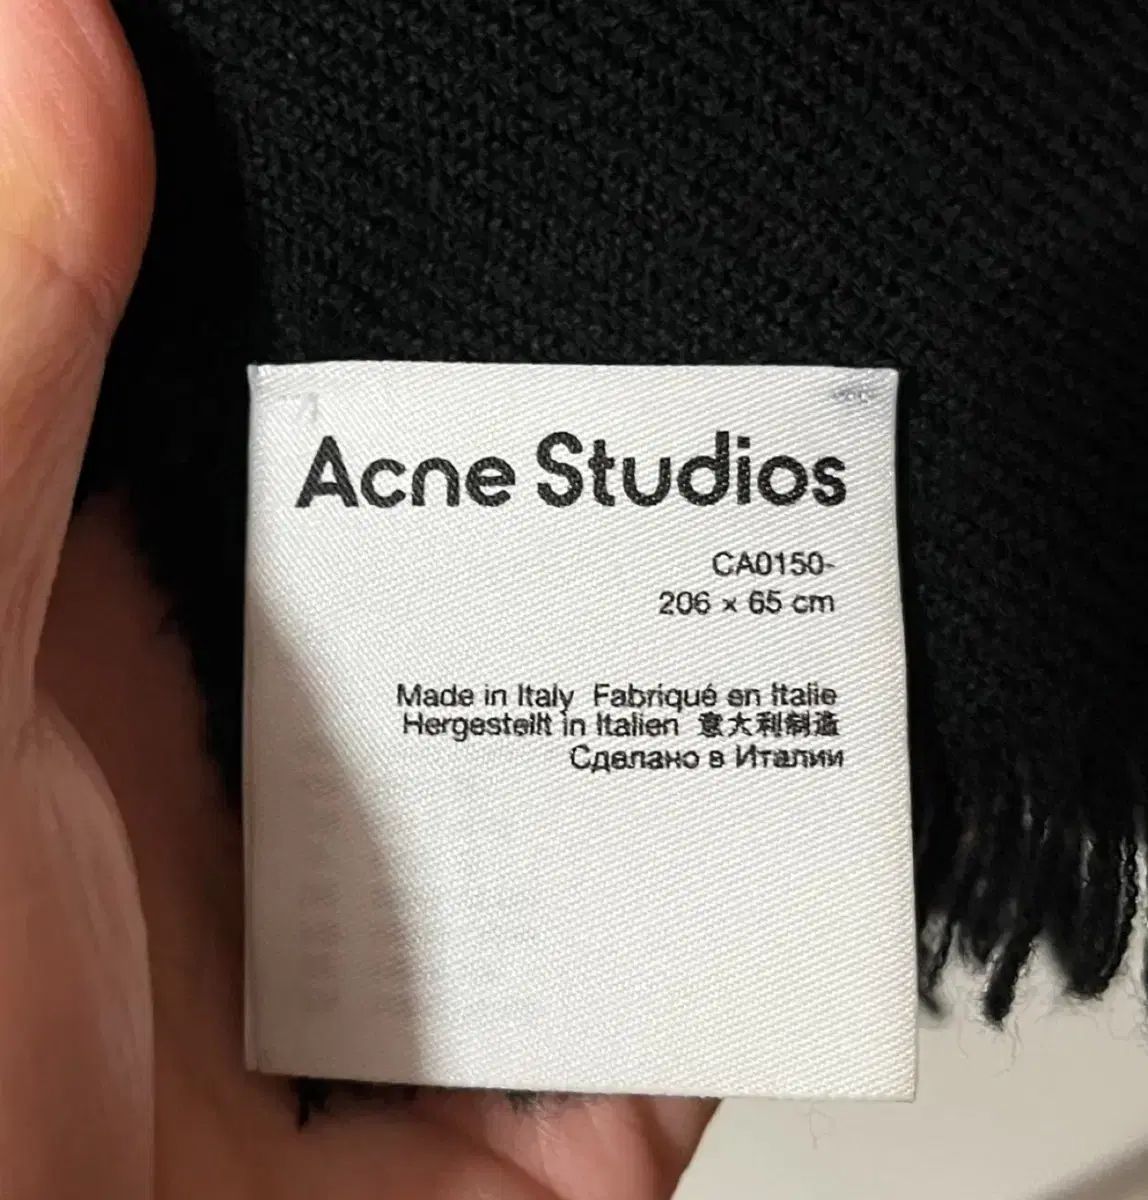 Acne Studios
CA0150-
206 x 65 cm
Made in Italy Fabriqué en Italie
Hergestellt in Italien 意大利制造
Сделано в Италии